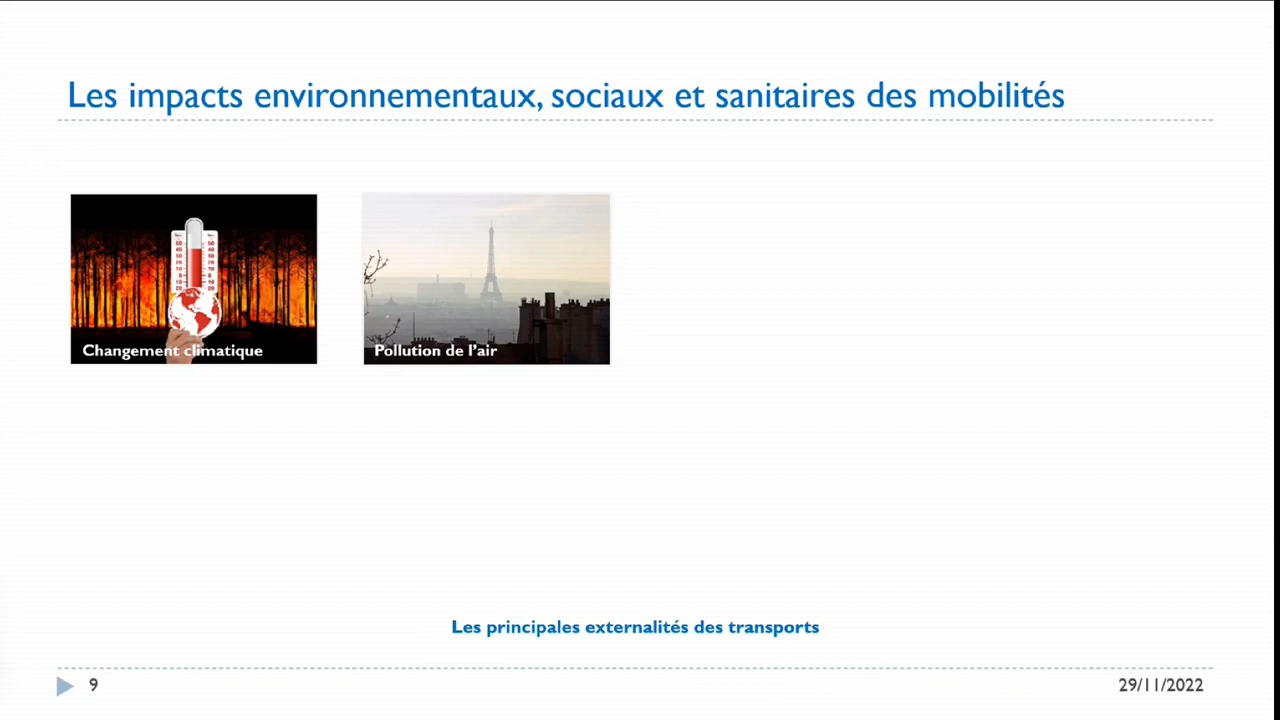 Les impacts environnementaux, sociaux et sanitaires des mobilités
Changement climatique
Pollution de l'air
Les principales externalités des transports
9
29/11/2022